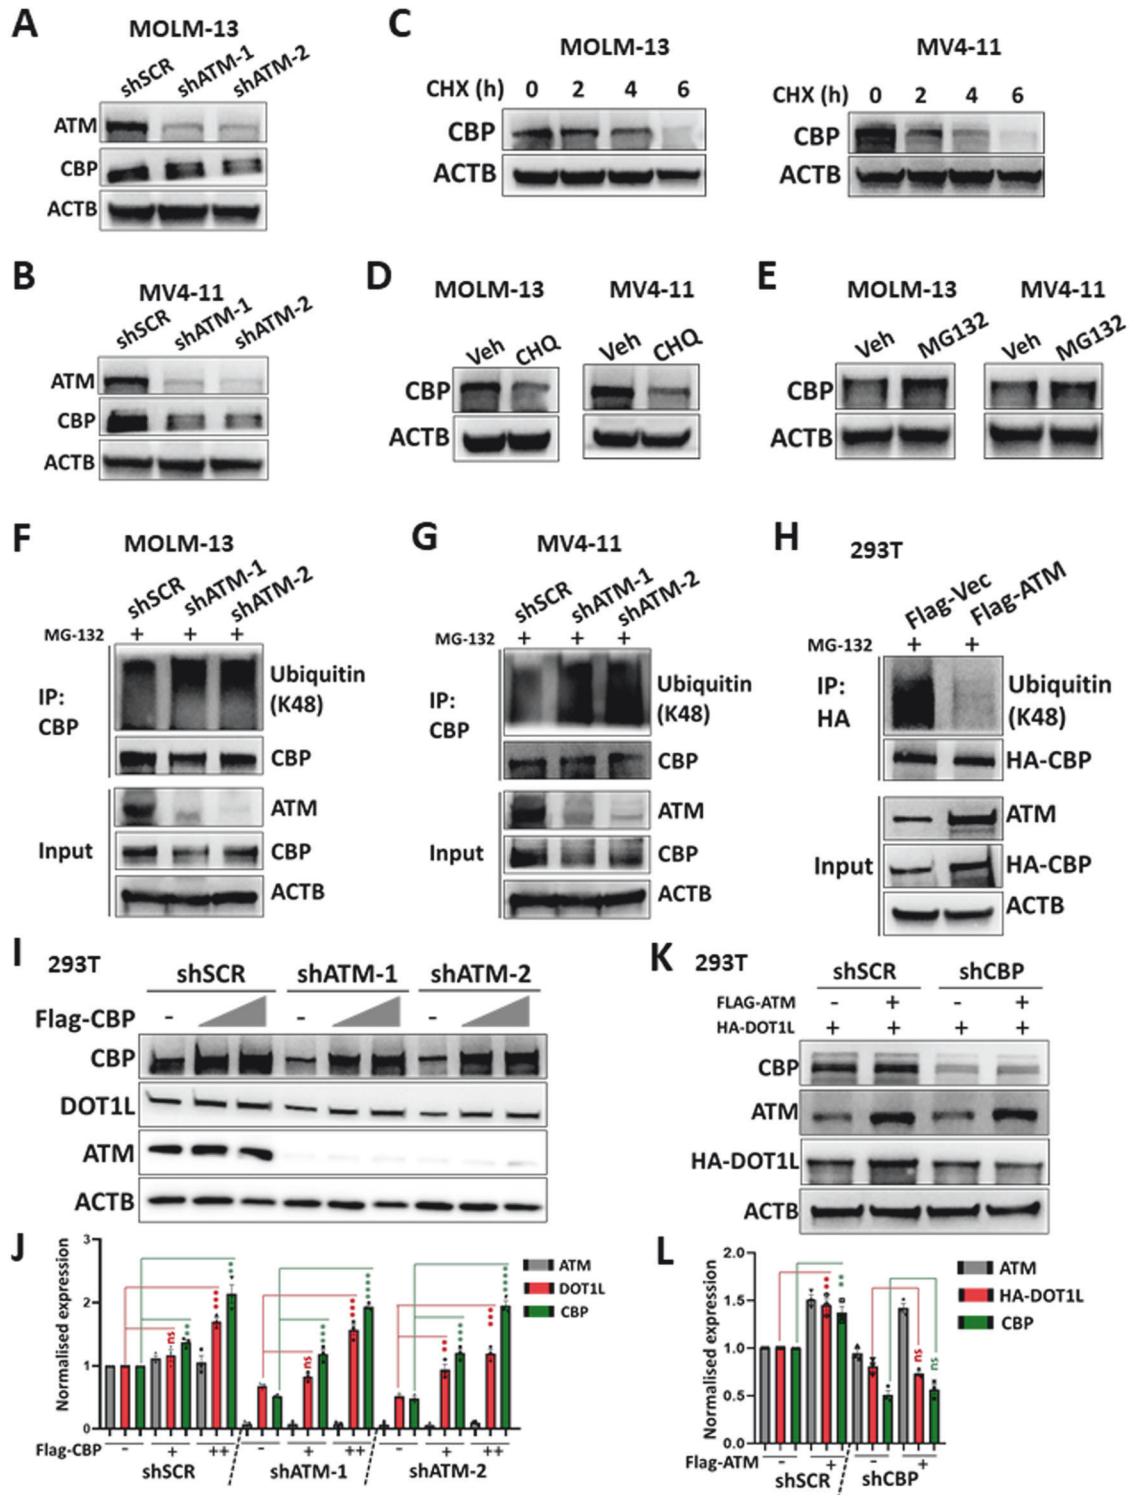 A
MOLM-13
shSCR shATM-1 shATM-2
ATM
CBP
ACTB
B
MV4-11
shSCR shATM-1 shATM-2
ATM
CBP
ACTB
C
MOLM-13
CHX (h) 0 2 4 6
CBP
ACTB
MV4-11
CHX (h) 0 2 4 6
CBP
ACTB
D
MOLM-13 MV4-11
Veh CHQ Veh CHQ
CBP
ACTB
E
MOLM-13 MV4-11
Veh MG132 Veh MG132
CBP
ACTB
F
MOLM-13
shSCR shATM-1 shATM-2
MG-132 + + +
IP:
CBP
Ubiquitin
(K48)
CBP
Input
ATM
CBP
ACTB
G
MV4-11
shSCR shATM-1 shATM-2
MG-132 + + +
IP:
CBP
Ubiquitin
(K48)
CBP
Input
ATM
CBP
ACTB
H
293T
Flag-Vec Flag-ATM
MG-132 + +
IP:
HA
Ubiquitin
(K48)
HA-CBP
Input
ATM
HA-CBP
ACTB
I
293T
shSCR shATM-1 shATM-2
Flag-CBP - - -
CBP
DOT1L
ATM
ACTB
J
Normalised expression
3
2
1
0
ns
ns
ATM
DOT1L
CBP
Flag-CBP - + ++ - + ++ - + ++
shSCR shATM-1 shATM-2
K
293T
shSCR shCBP
FLAG-ATM - + - +
HA-DOT1L + + + +
CBP
ATM
HA-DOT1L
ACTB
L
Normalised expression
2.0
1.5
1.0
0.5
0.0
ns
ns
ATM
HA-DOT1L
CBP
Flag-ATM - + - +
shSCR shCBP